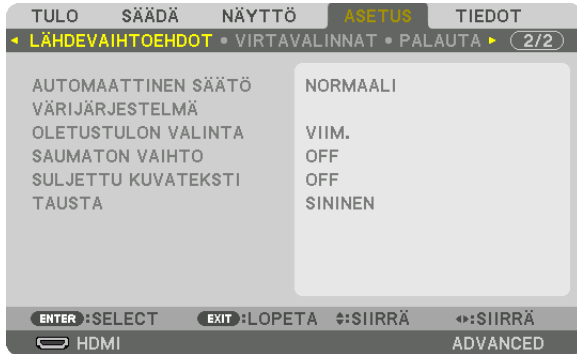 TULO SÄÄDÄ NÄYTTÖ ASETUS TIEDOT
◄ LÄHDEVAIHTOEHDOT • VIRTAVALINNAT • PALAUTA ► 2/2
AUTOMAATTINEN SÄÄTÖ NORMAALI
VÄRIJÄRJESTELMÄ
OLETUSTULON VALINTA VIIM.
SAUMATON VAIHTO OFF
SULJETTU KUVATEKSTI OFF
TAUSTA SININEN
ENTER :SELECT EXIT :LOPETA :SIIRRÄ :SIIRRÄ
HDMI ADVANCED